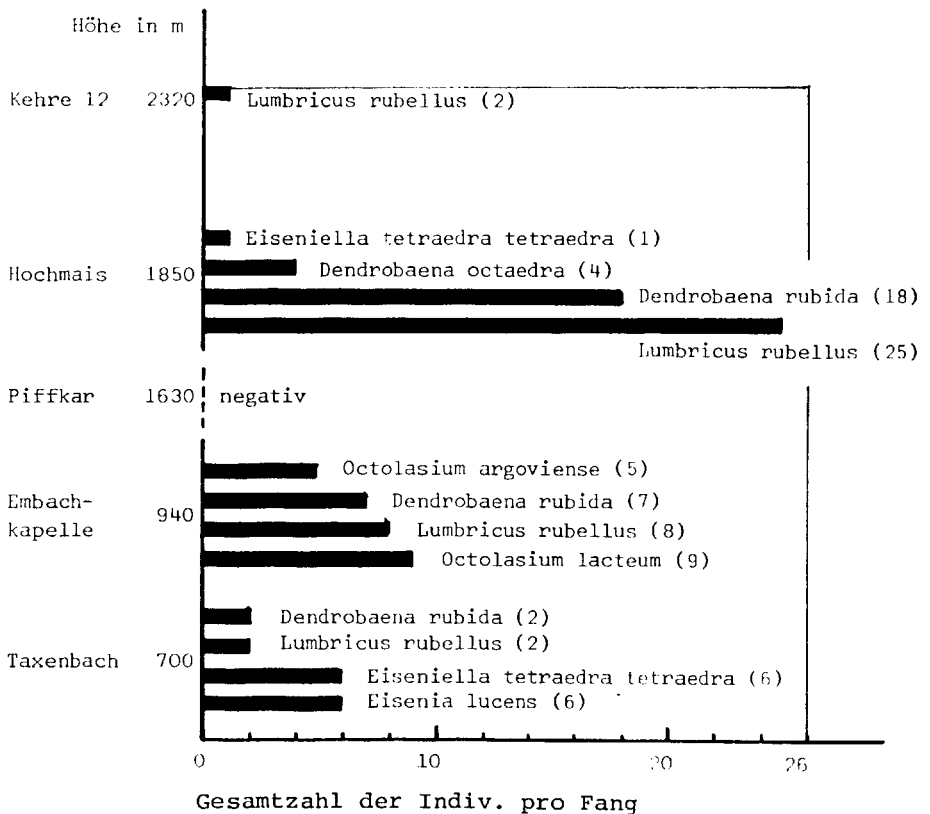 Höhe in m
Kehre 12 2320 Lumbricus rubellus (2)
Eiseniella tetraedra tetraedra (1)
Hochmais 1850 Dendrobaena octaedra (4)
Dendrobaena rubida (18)
Lumbricus rubellus (25)
Piffkar 1630 negativ
Octolasium argoviense (5)
Embach-
kapelle 940 Dendrobaena rubida (7)
Lumbricus rubellus (8)
Octolasium lacteum (9)
Dendrobaena rubida (2)
Lumbricus rubellus (2)
Taxenbach 700 Eiseniella tetraedra tetraedra (6)
Eisenia lucens (6)
0 10 20 26
Gesamtzahl der Indiv. pro Fang